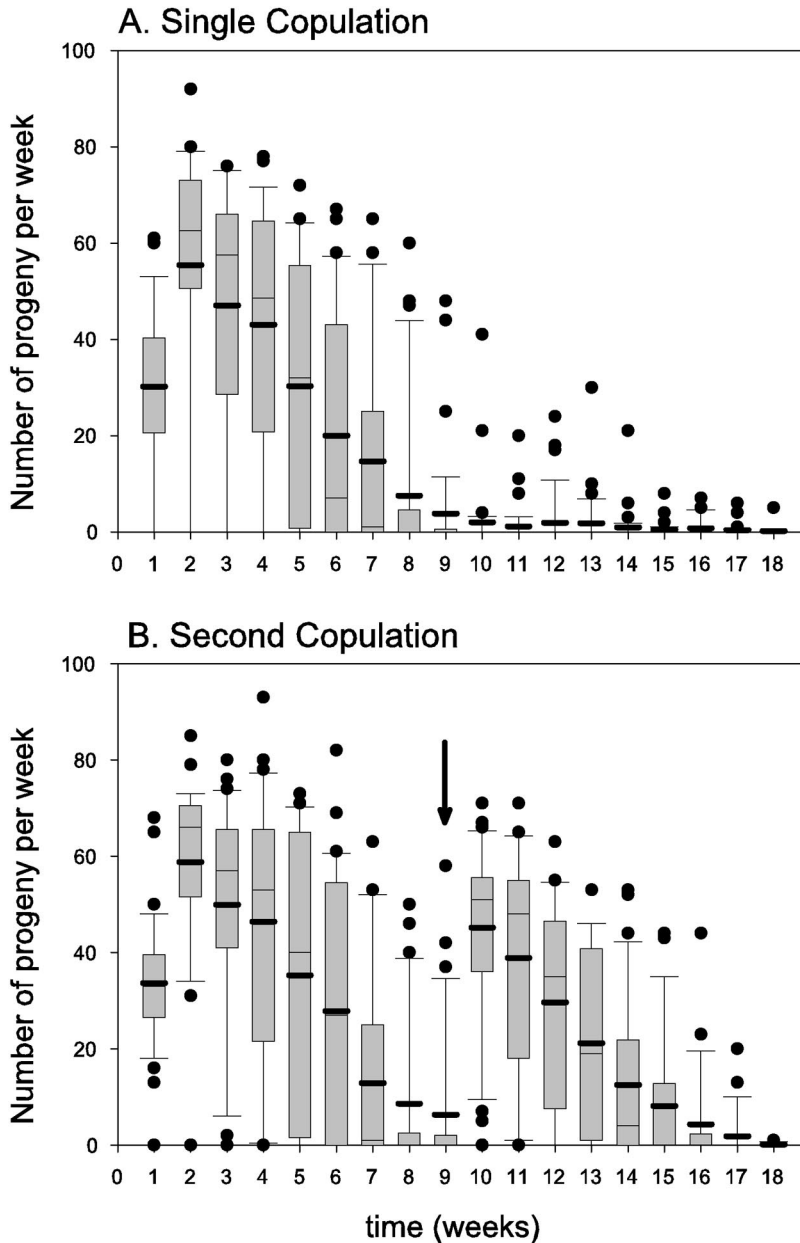 A. Single Copulation
Number of progeny per week
100
80
60
40
20
0
0 1 2 3 4 5 6 7 8 9 10 11 12 13 14 15 16 17 18
B. Second Copulation
Number of progeny per week
100
80
60
40
20
0
0 1 2 3 4 5 6 7 8 9 10 11 12 13 14 15 16 17 18
time (weeks)